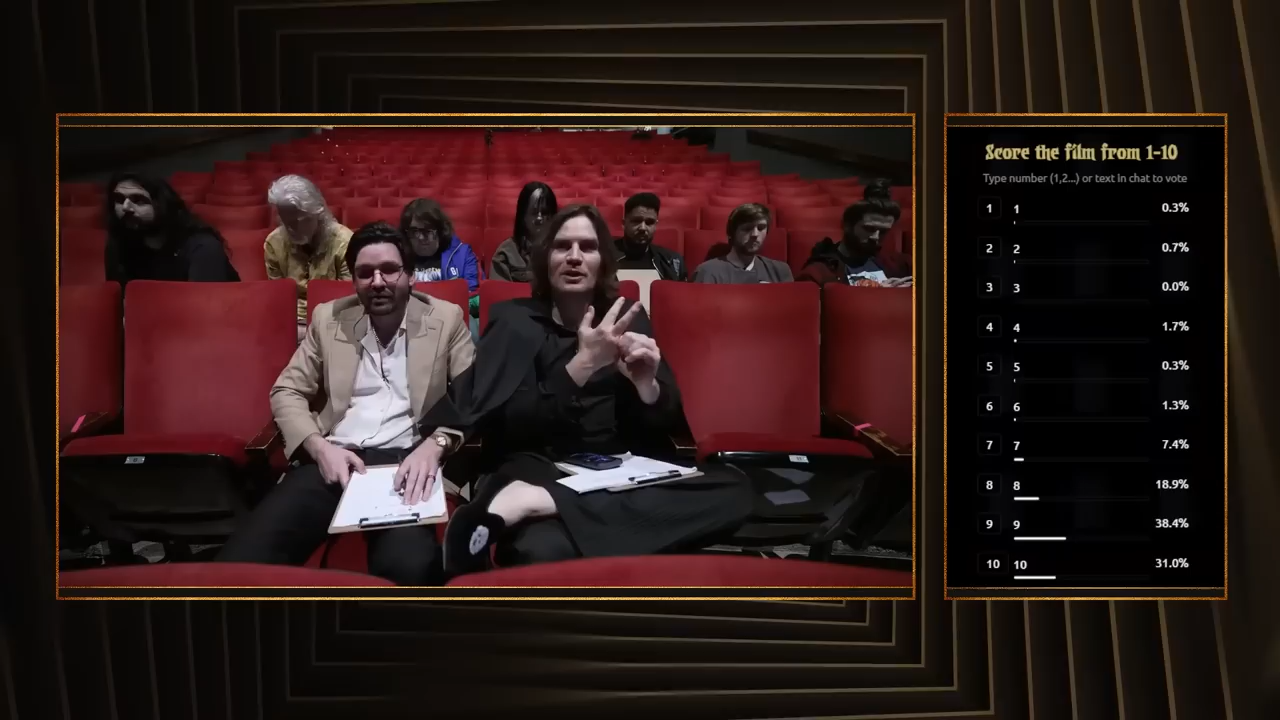 Score the film from 1-10
Type number (1,2...) or text in chat to vote
1 1 0.3%
2 2 0.7%
3 3 0.0%
4 4 1.7%
5 5 0.3%
6 6 1.3%
7 7 7.4%
8 8 18.9%
9 9 38.4%
10 10 31.0%